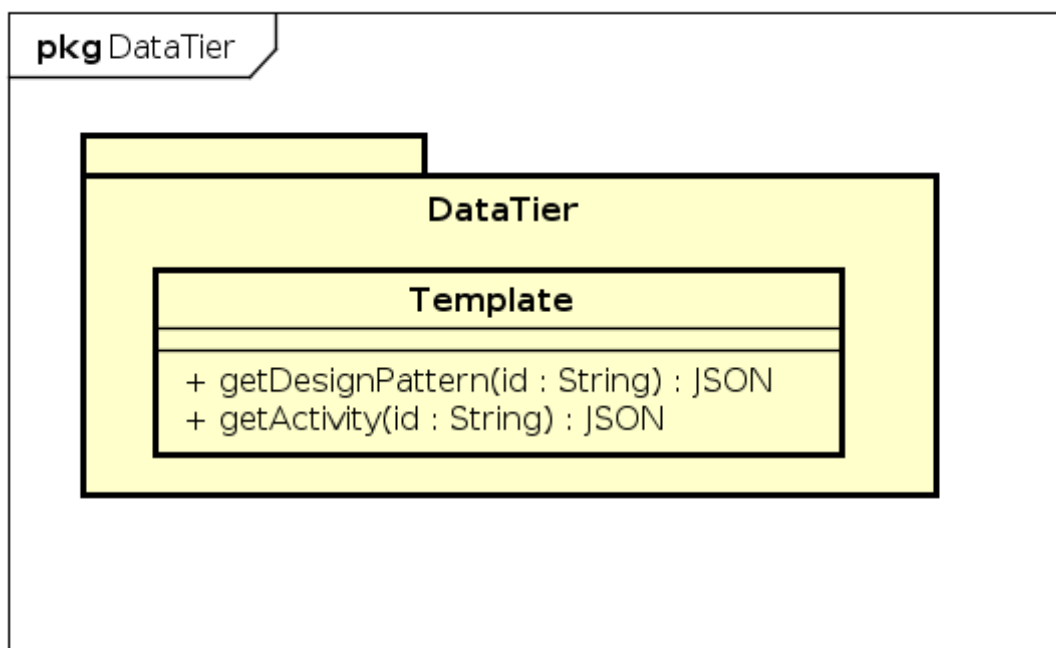 pkg DataTier
DataTier
Template
+ getDesignPattern(id : String) : JSON
+ getActivity(id : String) : JSON